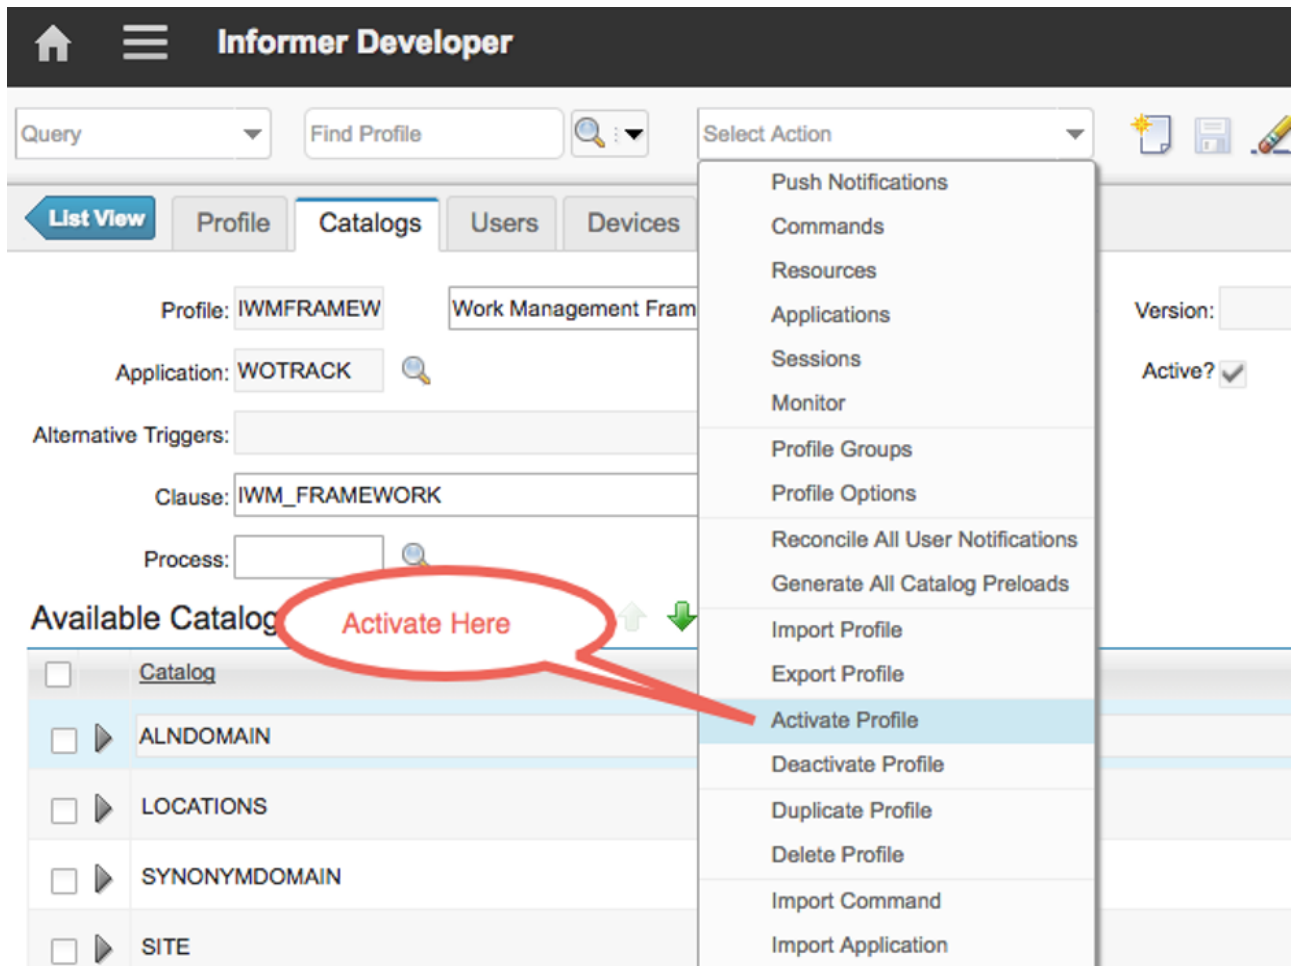 Informer Developer
Query
Find Profile
Select Action
List View
Profile
Catalogs
Users
Devices
Push Notifications
Commands
Resources
Applications
Sessions
Monitor
Profile Groups
Profile Options
Reconcile All User Notifications
Generate All Catalog Preloads
Import Profile
Export Profile
Activate Profile
Deactivate Profile
Duplicate Profile
Delete Profile
Import Command
Import Application
Profile: IWMFRAMEW Work Management Fram
Version:
Application: WOTRACK
Active?
Alternative Triggers:
Clause: IWM_FRAMEWORK
Process:
Available Catalog
Activate Here
Catalog
ALNDOMAIN
LOCATIONS
SYNONYMDOMAIN
SITE